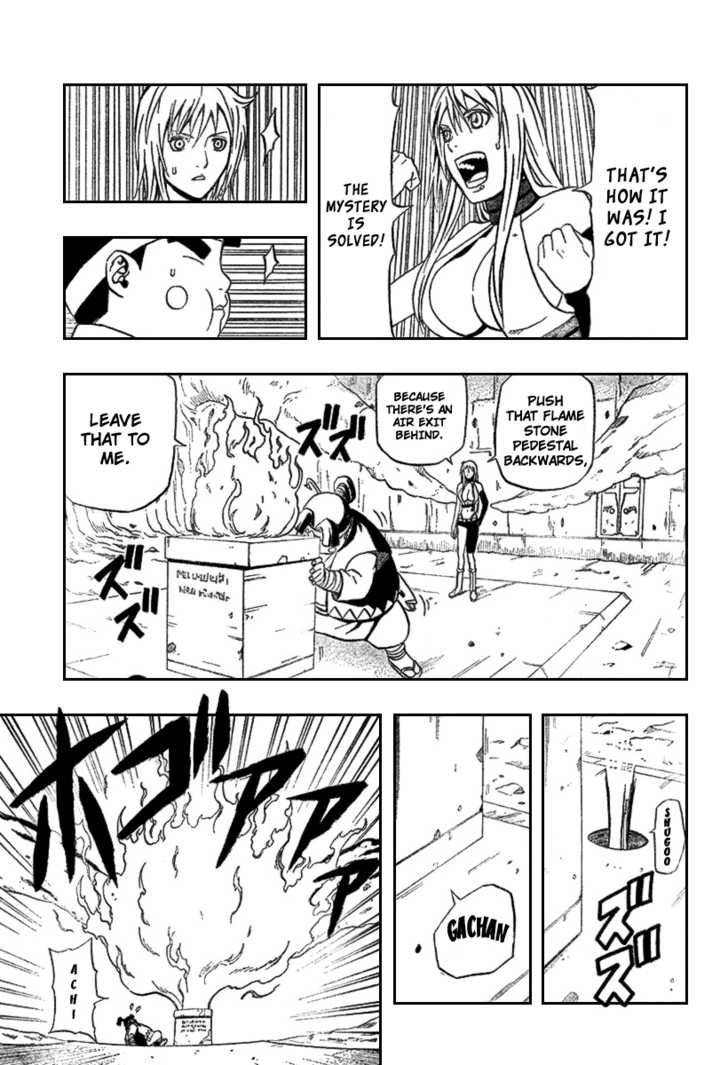 THAT'S
HOW IT
WAS! I
GOT IT!
THE
MYSTERY
IS
SOLVED!
PUSH
THAT FLAME
STONE
PEDESTAL
BACKWARDS,
BECAUSE
THERE'S AN
AIR EXIT
BEHIND.
ズズ
LEAVE
THAT TO
ME.
ズズ
SHUGOO
ズズ
GACHAN
ボゴァァァ
ACHI